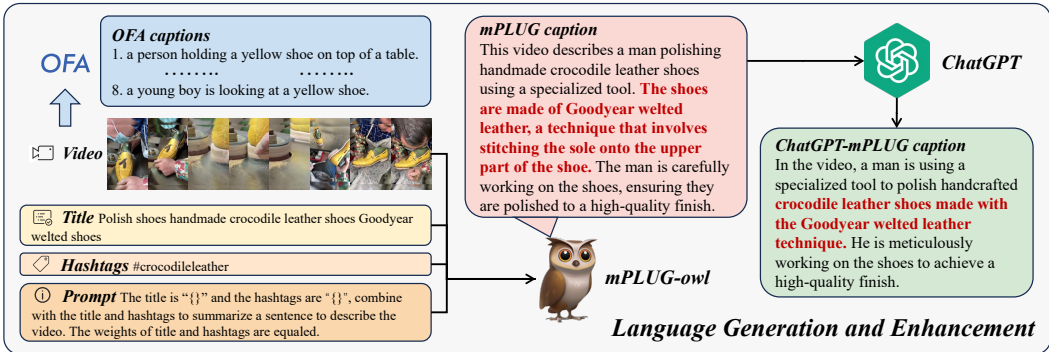 OFA captions
1. a person holding a yellow shoe on top of a table.
········ ········
8. a young boy is looking at a yellow shoe.
OFA
Video
Title Polish shoes handmade crocodile leather shoes Goodyear
welted shoes
Hashtags #crocodileleather
Prompt The title is “{}” and the hashtags are “{}”, combine
with the title and hashtags to summarize a sentence to describe the
video. The weights of title and hashtags are equaled.
mPLUG caption
This video describes a man polishing
handmade crocodile leather shoes
using a specialized tool. The shoes
are made of Goodyear welted
leather, a technique that involves
stitching the sole onto the upper
part of the shoe. The man is carefully
working on the shoes, ensuring they
are polished to a high-quality finish.
mPLUG-owl
ChatGPT
ChatGPT-mPLUG caption
In the video, a man is using a
specialized tool to polish handcrafted
crocodile leather shoes made with
the Goodyear welted leather
technique. He is meticulously
working on the shoes to achieve a
high-quality finish.
Language Generation and Enhancement